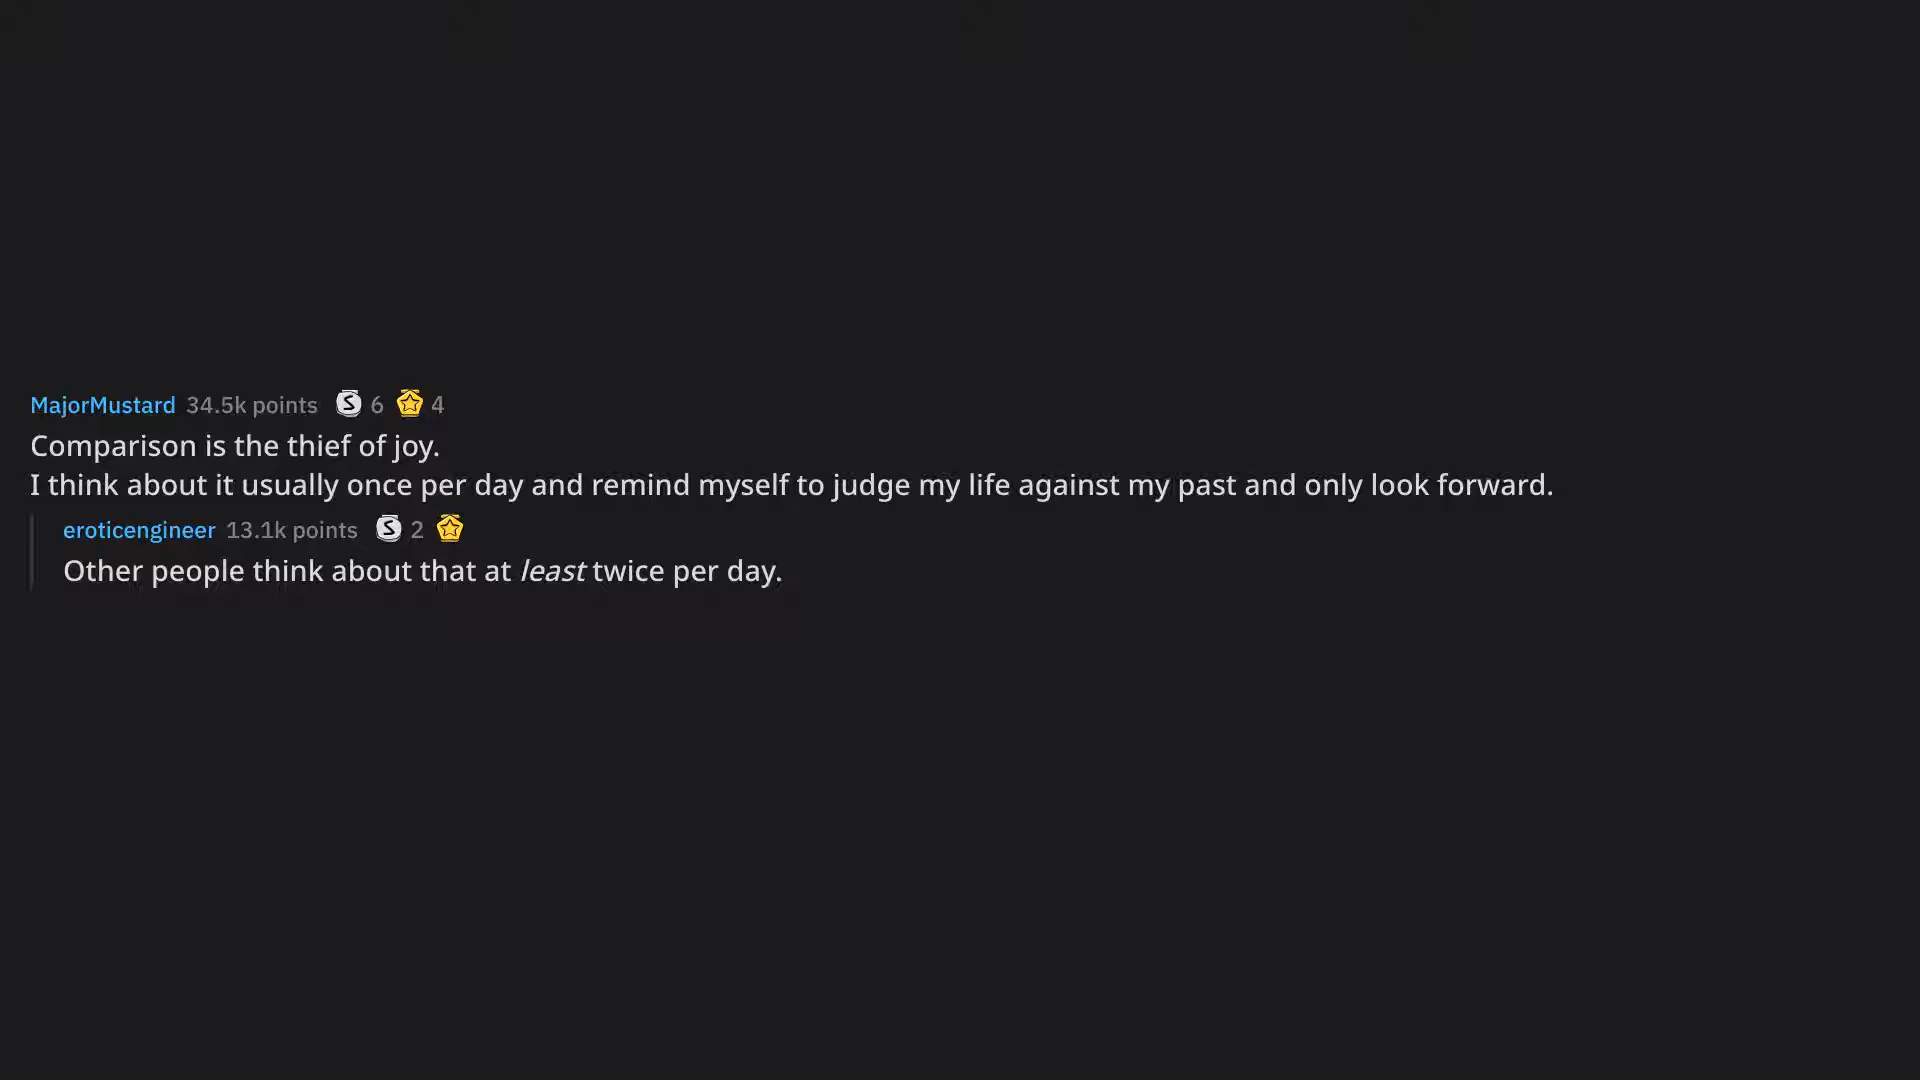 MajorMustard 34.5k points S 6 4
Comparison is the thief of joy.
I think about it usually once per day and remind myself to judge my life against my past and only look forward.
eroticengineer 13.1k points S 2
Other people think about that at least twice per day.